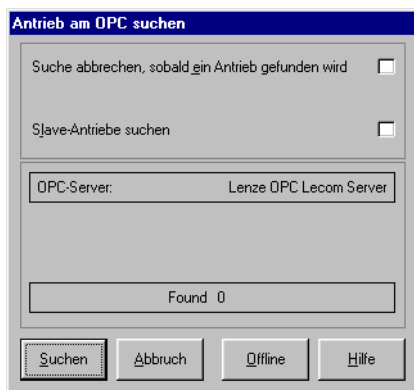 Antrieb am OPC suchen
Suche abbrechen, sobald ein Antrieb gefunden wird
Slave-Antriebe suchen
OPC-Server: Lenze OPC Lecom Server
Found 0
Suchen Abbruch Offline Hilfe